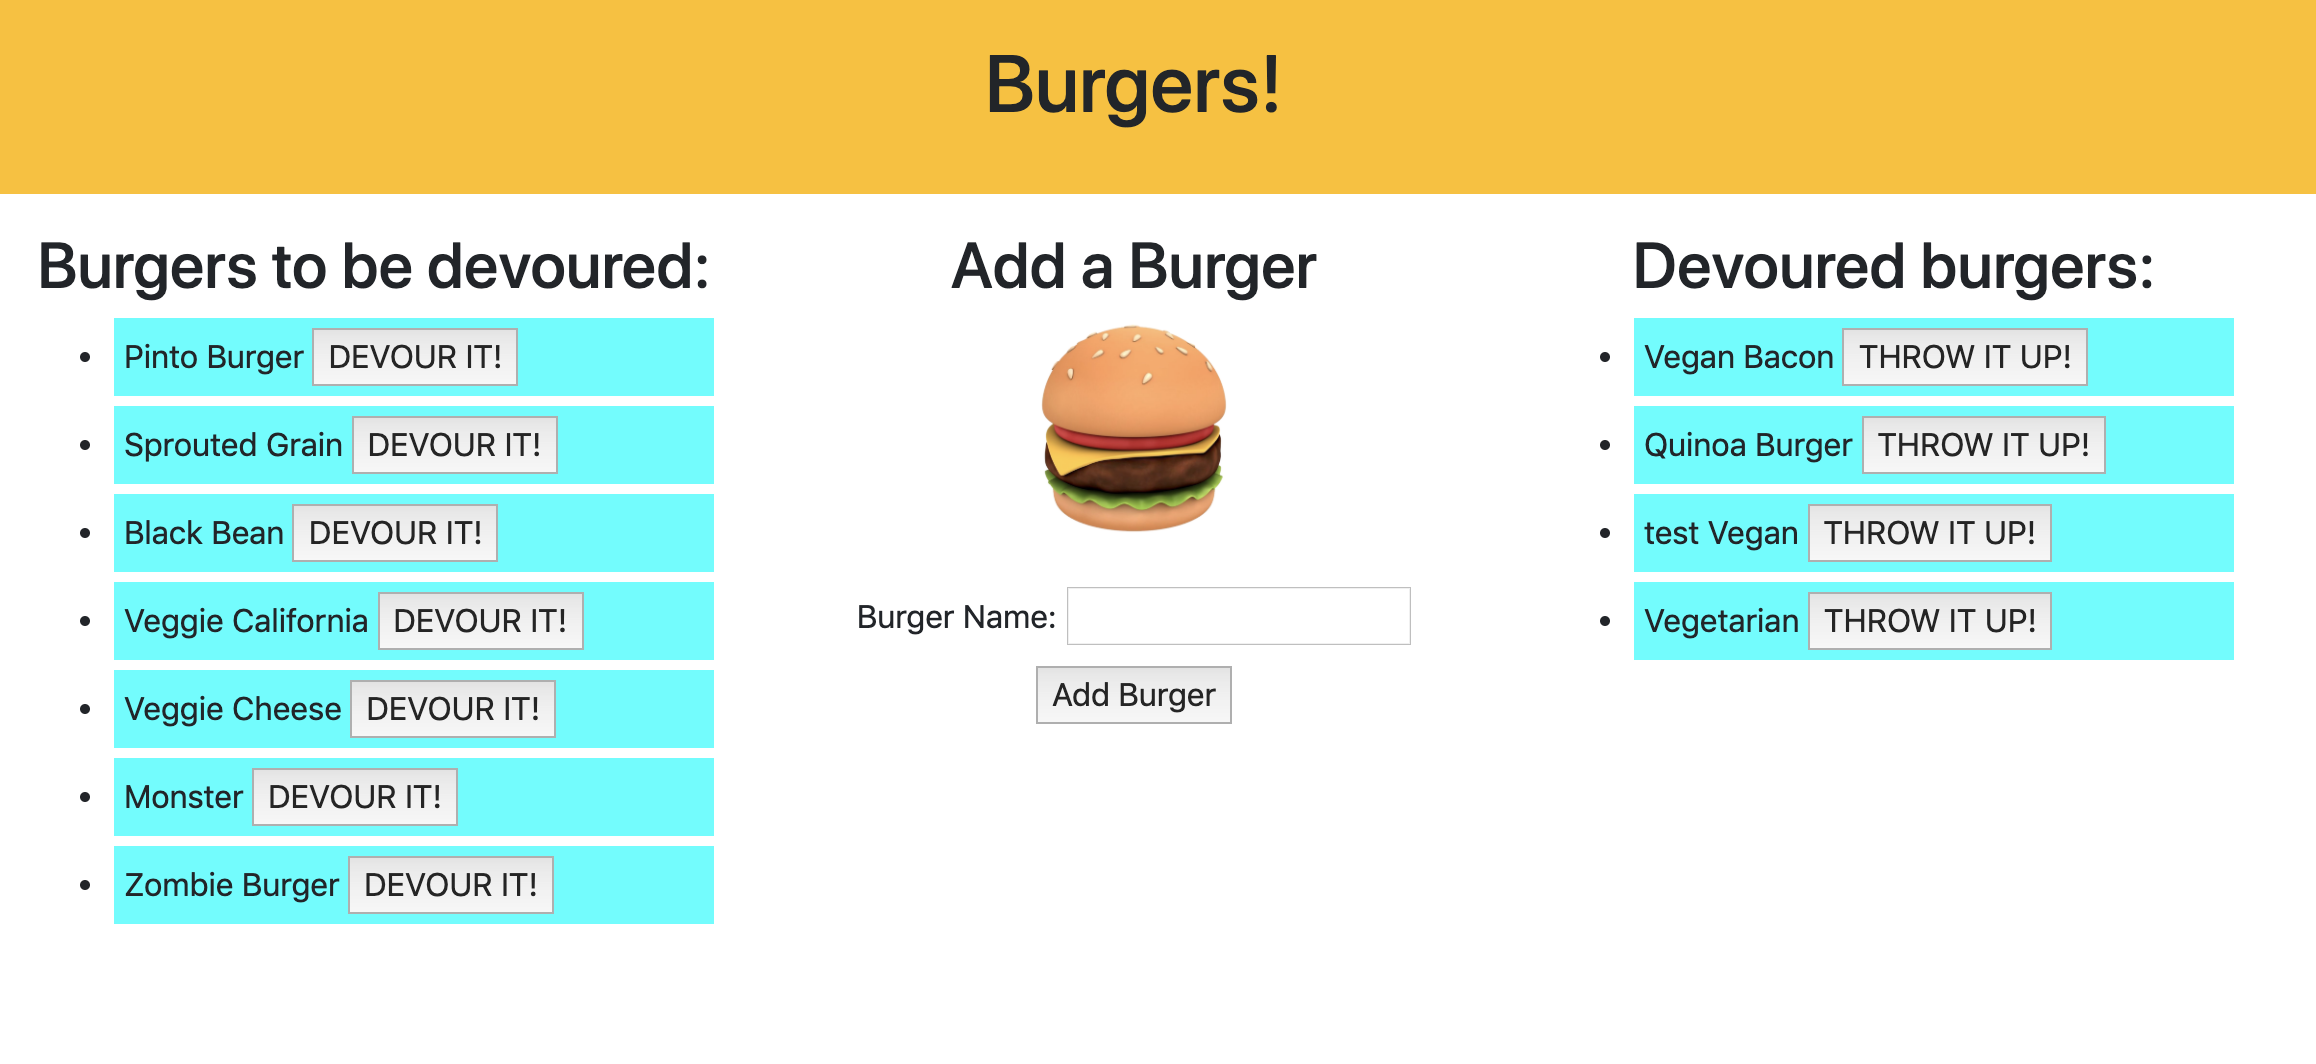 Burgers!
Burgers to be devoured:
Pinto Burger DEVOUR IT!
Sprouted Grain DEVOUR IT!
Black Bean DEVOUR IT!
Veggie California DEVOUR IT!
Veggie Cheese DEVOUR IT!
Monster DEVOUR IT!
Zombie Burger DEVOUR IT!
Add a Burger
Burger Name:
Add Burger
Devoured burgers:
Vegan Bacon THROW IT UP!
Quinoa Burger THROW IT UP!
test Vegan THROW IT UP!
Vegetarian THROW IT UP!